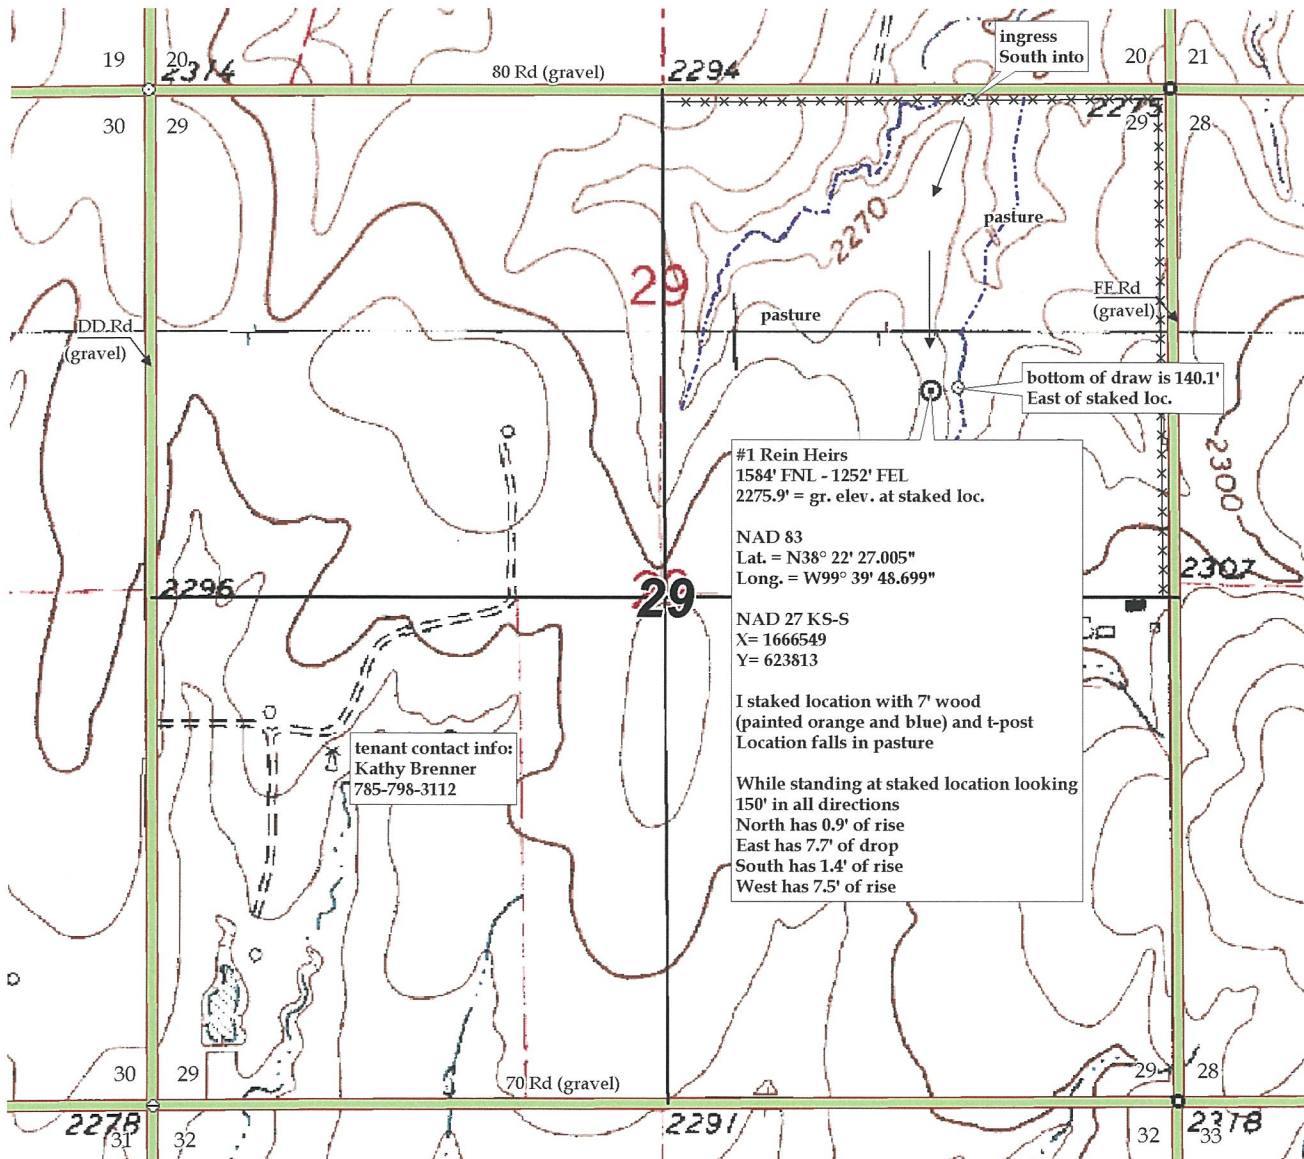 ingress
South into
19
20
2314
80 Rd (gravel)
2294
20
21
2275
30
29
29
28
2270
pasture
29
FE Rd
(gravel)
DD Rd
(gravel)
pasture
bottom of draw is 140.1'
East of staked loc.
#1 Rein Heirs
1584' FNL - 1252' FEL
2275.9' = gr. elev. at staked loc.
NAD 83
Lat. = N38° 22' 27.005"
Long. = W99° 39' 48.699"
NAD 27 KS-S
X= 1666549
Y= 623813
I staked location with 7' wood
(painted orange and blue) and t-post
Location falls in pasture
While standing at staked location looking
150' in all directions
North has 0.9' of rise
East has 7.7' of drop
South has 1.4' of rise
West has 7.5' of rise
2300
2307
2296
29
tenant contact info:
Kathy Brenner
785-798-3112
30
29
70 Rd (gravel)
29
28
2278
31
32
2291
32
33
2318